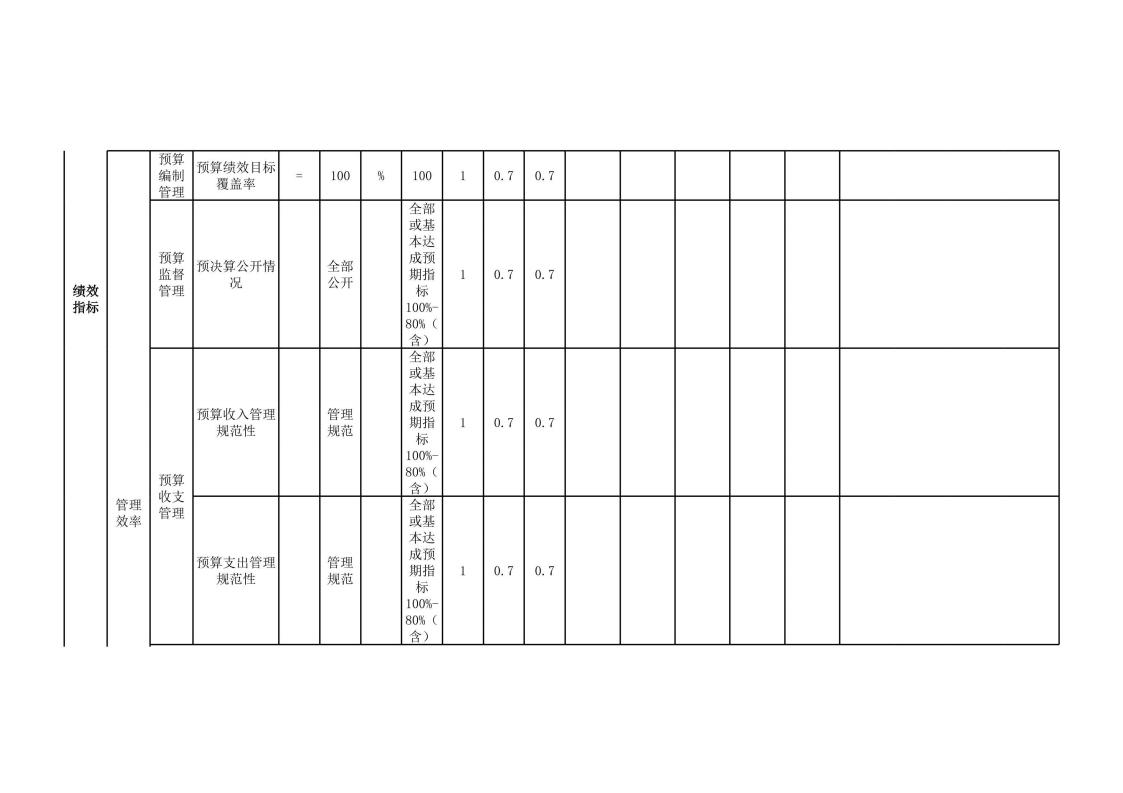 绩效
指标
管理
效率
预算
编制
管理
预算绩效目标
覆盖率
=
100
%
100
1
0.7
0.7
预算
监督
管理
预决算公开情
况
全部
公开
全部
或基
本达
成预
期指
标
100%-
80%（
含）
1
0.7
0.7
预算
收支
管理
预算收入管理
规范性
管理
规范
全部
或基
本达
成预
期指
标
100%-
80%（
含）
1
0.7
0.7
预算支出管理
规范性
管理
规范
全部
或基
本达
成预
期指
标
100%-
80%（
含）
1
0.7
0.7